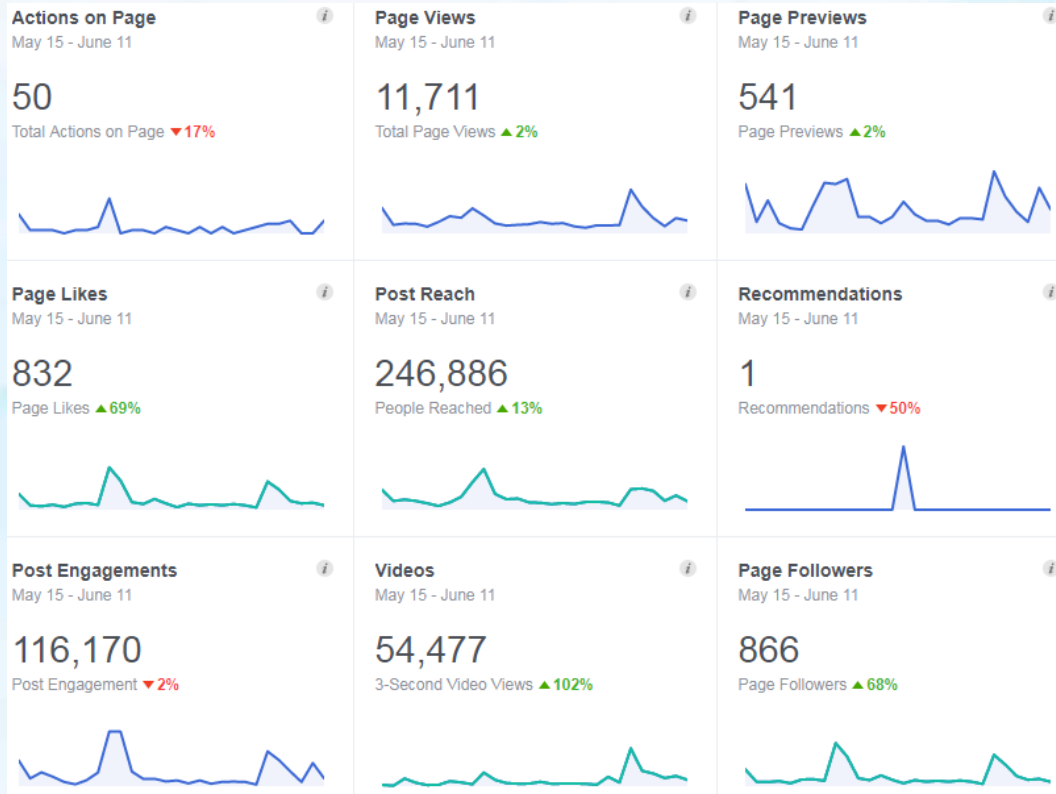 Actions on Page
May 15 - June 11
50
Total Actions on Page ▼17%
Page Views
May 15 - June 11
11,711
Total Page Views ▲2%
Page Previews
May 15 - June 11
541
Page Previews ▲2%
Page Likes
May 15 - June 11
832
Page Likes ▲69%
Post Reach
May 15 - June 11
246,886
People Reached ▲13%
Recommendations
May 15 - June 11
1
Recommendations ▼50%
Post Engagements
May 15 - June 11
116,170
Post Engagement ▼2%
Videos
May 15 - June 11
54,477
3-Second Video Views ▲102%
Page Followers
May 15 - June 11
866
Page Followers ▲68%